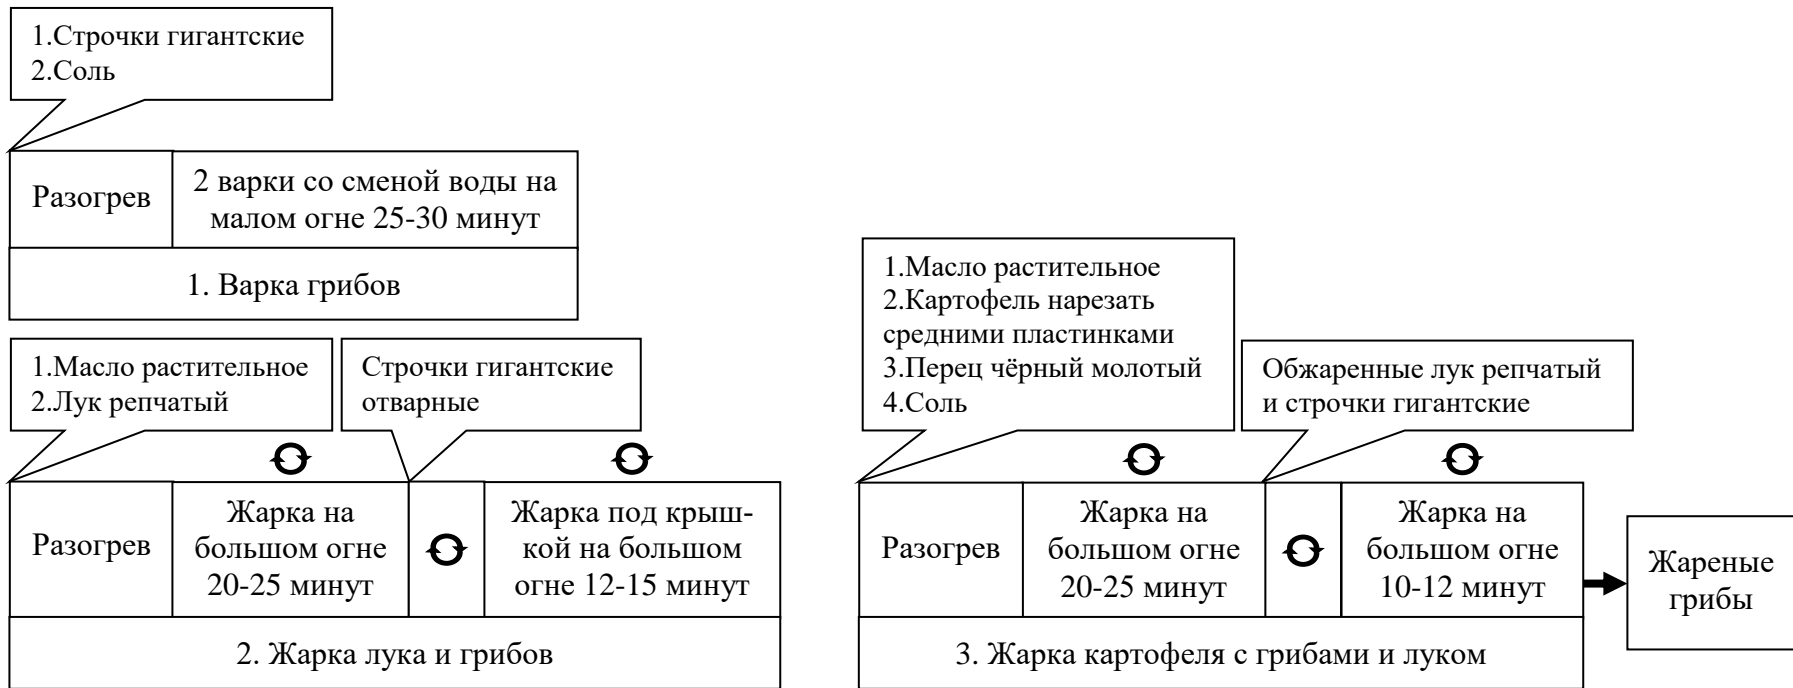 1.Строчки гигантские
2.Соль
Разогрев
2 варки со сменой воды на
малом огне 25-30 минут
1. Варка грибов
1.Масло растительное
2.Лук репчатый
Строчки гигантские
отварные
Разогрев
Жарка на
большом огне
20-25 минут
Жарка под крыш-
кой на большом
огне 12-15 минут
2. Жарка лука и грибов
1.Масло растительное
2.Картофель нарезать
средними пластинками
3.Перец чёрный молотый
4.Соль
Обжаренные лук репчатый
и строчки гигантские
Разогрев
Жарка на
большом огне
20-25 минут
Жарка на
большом огне
10-12 минут
3. Жарка картофеля с грибами и луком
Жареные
грибы